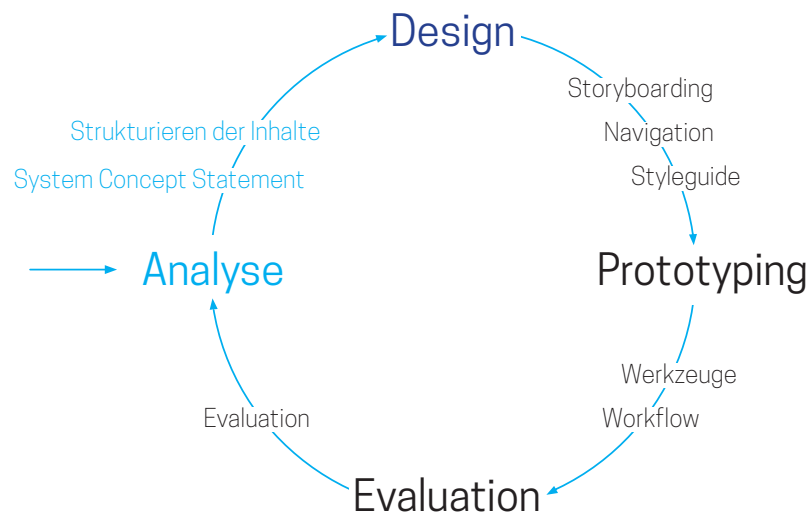 Design
Storyboarding
Strukturieren der Inhalte
Navigation
System Concept Statement
Styleguide
Analyse
Prototyping
Werkzeuge
Evaluation
Workflow
Evaluation